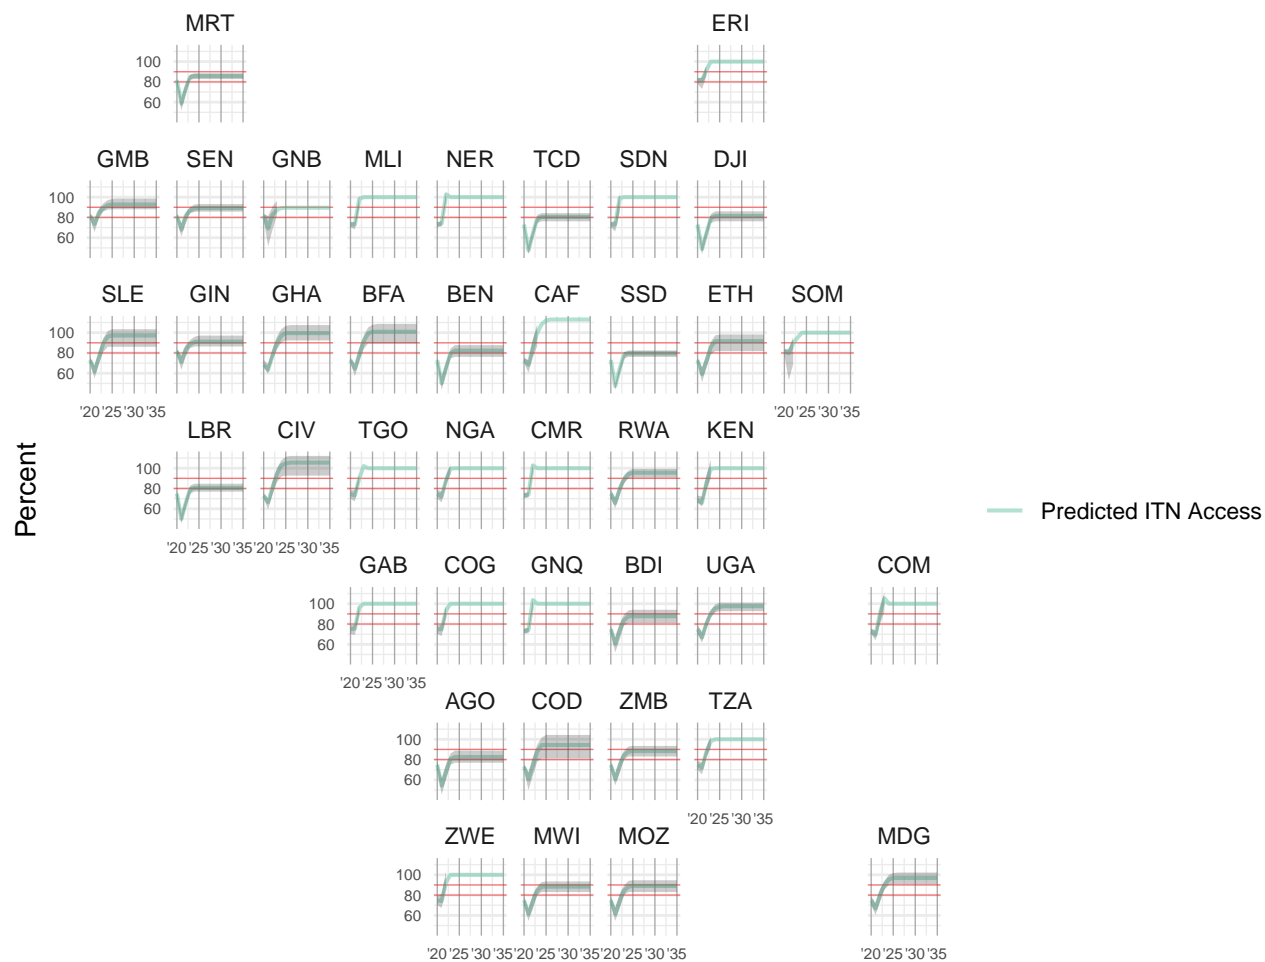 MRT ERI
100
80
60
GMB SEN GNB MLI NER TCD SDN DJI
100
80
60
SLE GIN GHA BFA BEN CAF SSD ETH SOM
100
80
60
'20 '25 '30 '35 '20 '25 '30 '35
LBR CIV TGO NGA CMR RWA KEN
100
80
60
Percent
Predicted ITN Access
'20 '25 '30 '35 '20 '25 '30 '35
GAB COG GNQ BDI UGA COM
100
80
60
'20 '25 '30 '35
AGO COD ZMB TZA
100
80
60
'20 '25 '30 '35
ZWE MWI MOZ MDG
100
80
60
'20 '25 '30 '35 '20 '25 '30 '35 '20 '25 '30 '35 '20 '25 '30 '35